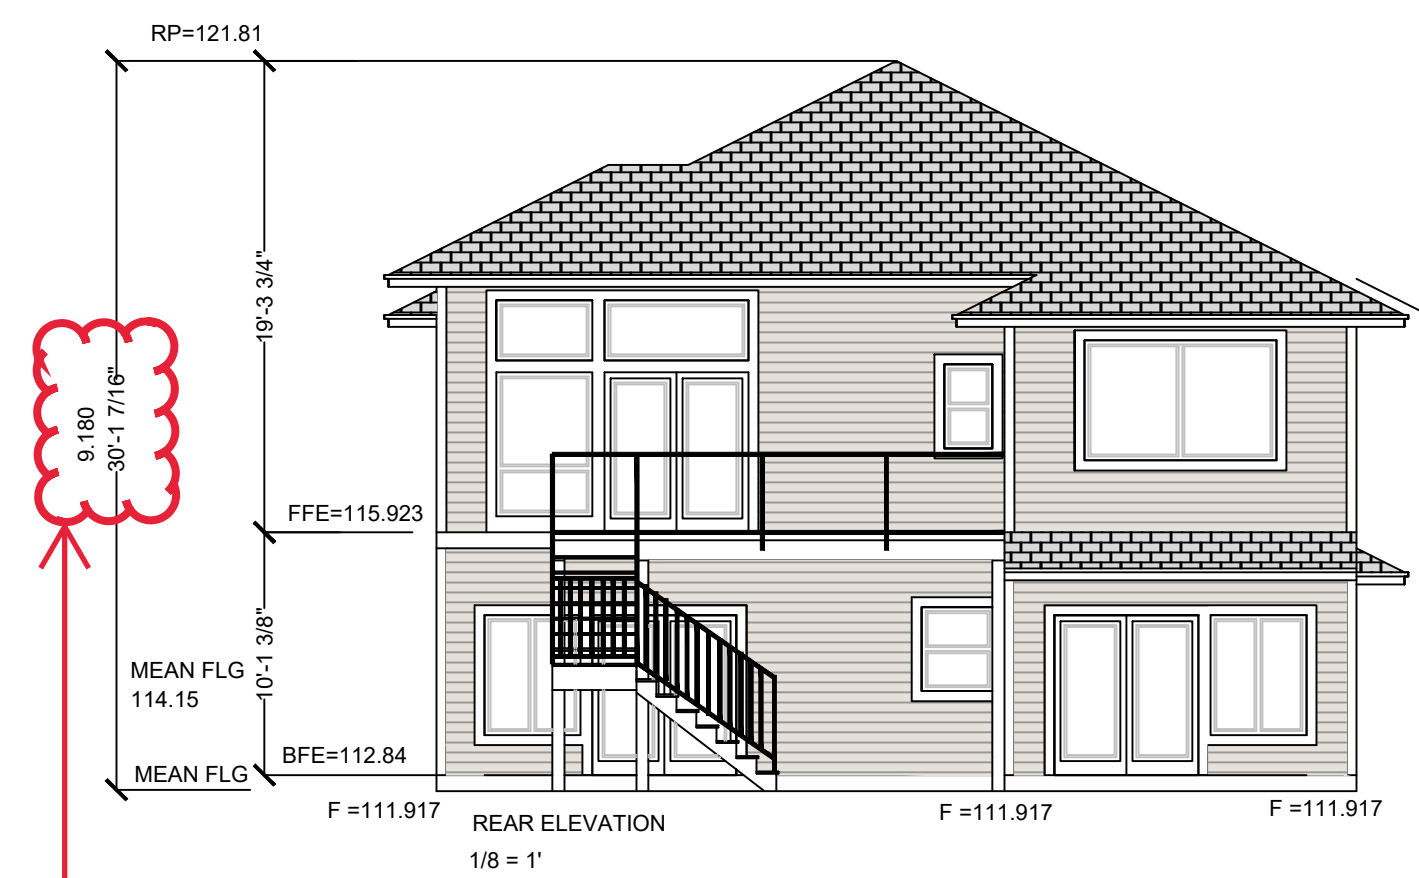 RP=121.81
19'-3 3/4"
9.180
30'-1 7/16"
FFE=115.923
10'-1 3/8"
MEAN FLG
114.15
BFE=112.84
MEAN FLG
F =111.917
F =111.917
F =111.917
REAR ELEVATION
1/8 = 1'